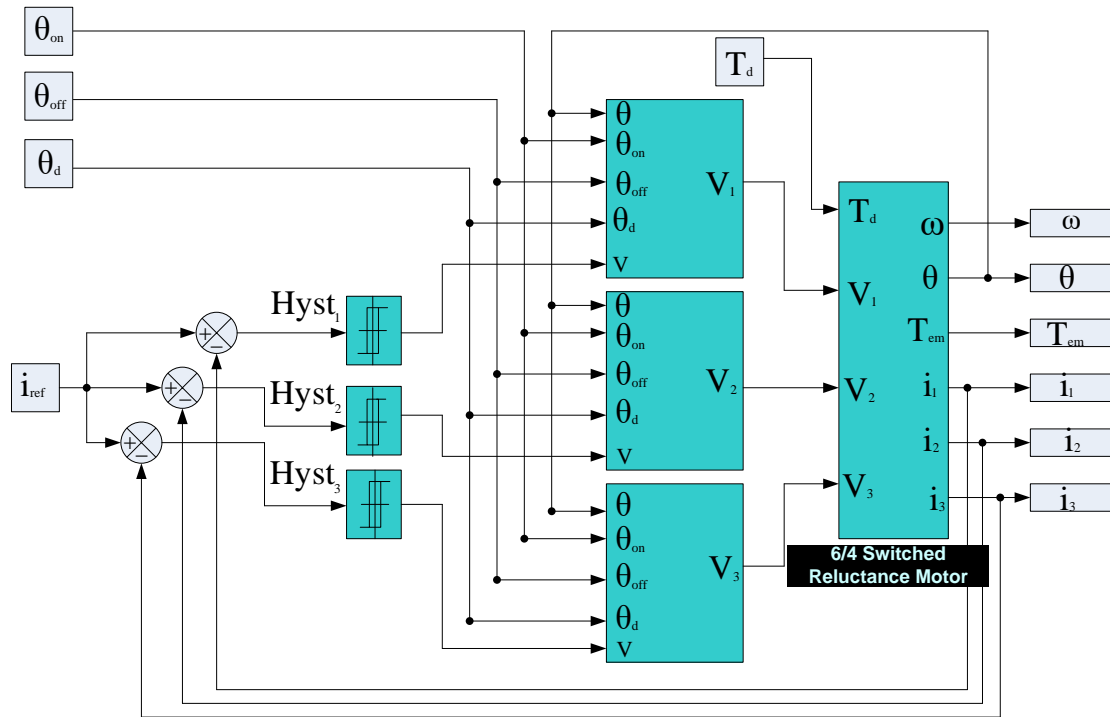 θon
θoff
θd
iref
+
−
+
−
+
−
Hyst1
Hyst2
Hyst3
θ
θon
θoff
θd
v
V1
θ
θon
θoff
θd
v
V2
θ
θon
θoff
θd
v
V3
Td
Td
V1
V2
V3
ω
θ
Tem
i1
i2
i3
6/4 Switched
Reluctance Motor
ω
θ
Tem
i1
i2
i3